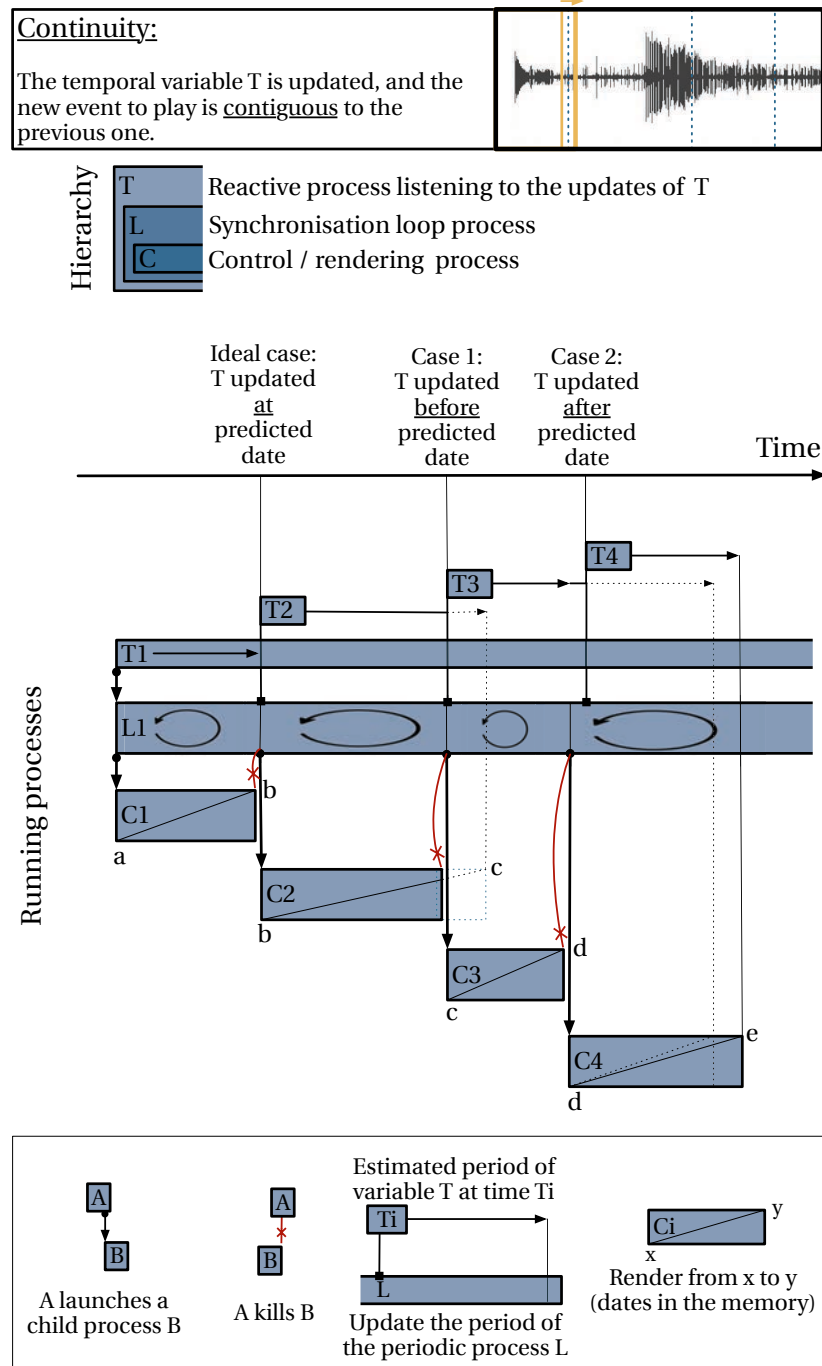 Continuity:
The temporal variable T is updated, and the
new event to play is contiguous to the
previous one.
Hierarchy
T
Reactive process listening to the updates of T
L
Synchronisation loop process
C
Control / rendering process
Ideal case:
T updated
at
predicted
date
Case 1:
T updated
before
predicted
date
Case 2:
T updated
after
predicted
date
Time
T4
T3
T2
T1
Running processes
L1
b
C1
a
c
C2
b
d
C3
c
e
C4
d
A
B
A launches a
child process B
A
B
A kills B
Estimated period of
variable T at time Ti
Ti
L
Update the period of
the periodic process L
y
Ci
x
Render from x to y
(dates in the memory)